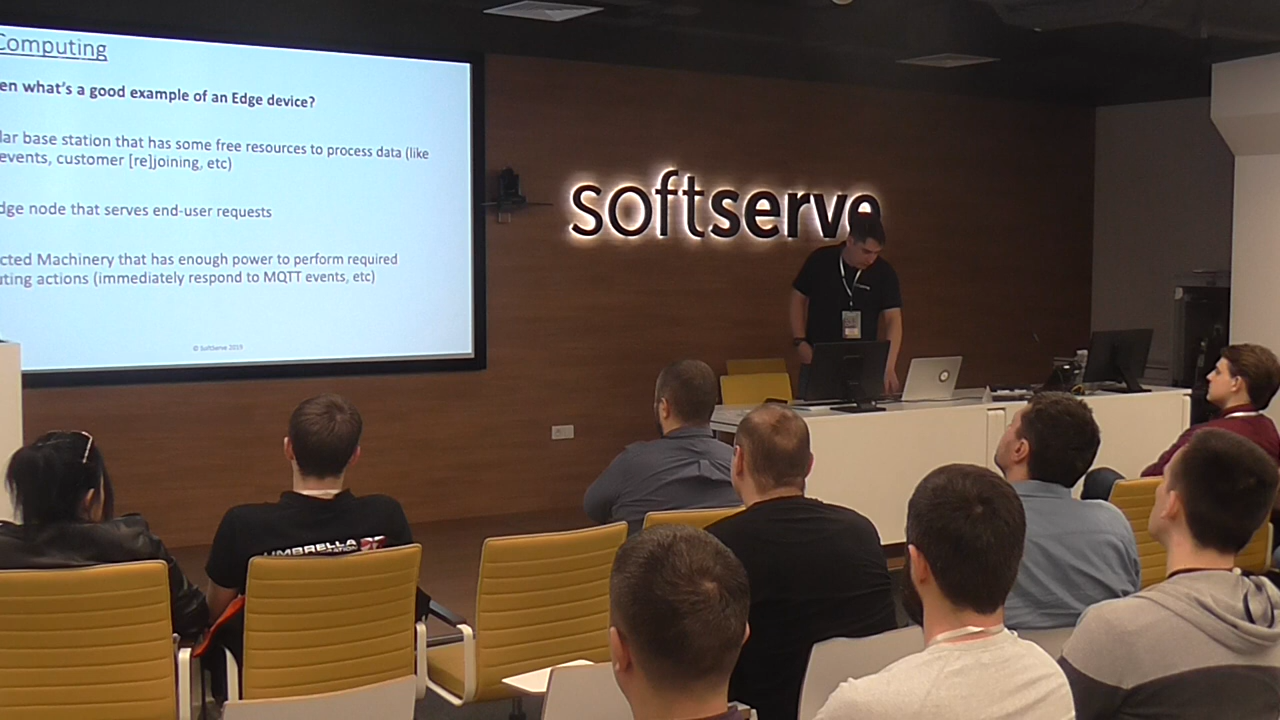 Computing
en what's a good example of an Edge device?
lar base station that has some free resources to process data (like
events, customer [re]joining, etc)
dge node that serves end-user requests
cted Machinery that has enough power to perform required
ting actions (immediately respond to MQTT events, etc)
© SoftServe 2019
softserve
UMBRELLA